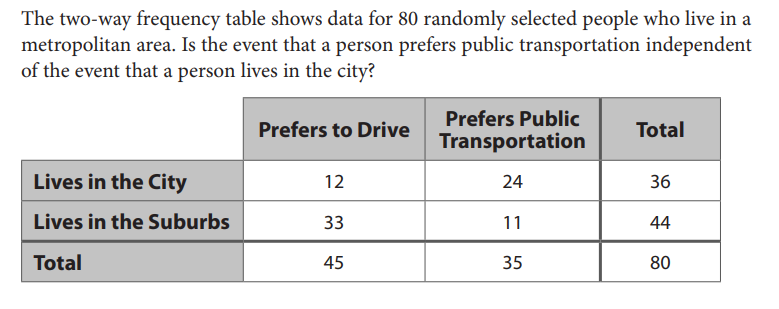 The two-way frequency table shows data for 80 randomly selected people who live in a
metropolitan area. Is the event that a person prefers public transportation independent
of the event that a person lives in the city?
Prefers to Drive Prefers Public Transportation Total
Lives in the City 12 24 36
Lives in the Suburbs 33 11 44
Total 45 35 80